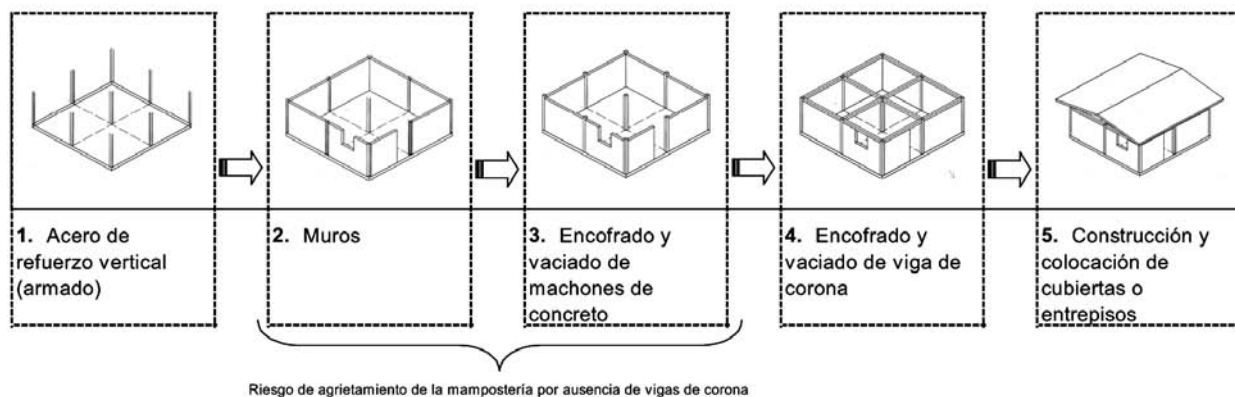 1. Acero de
refuerzo vertical
(armado)
2. Muros
3. Encofrado y
vaciado de
machones de
concreto
4. Encofrado y
vaciado de viga de
corona
5. Construcción y
colocación de
cubiertas o
entrepisos
Riesgo de agrietamiento de la mampostería por ausencia de vigas de corona